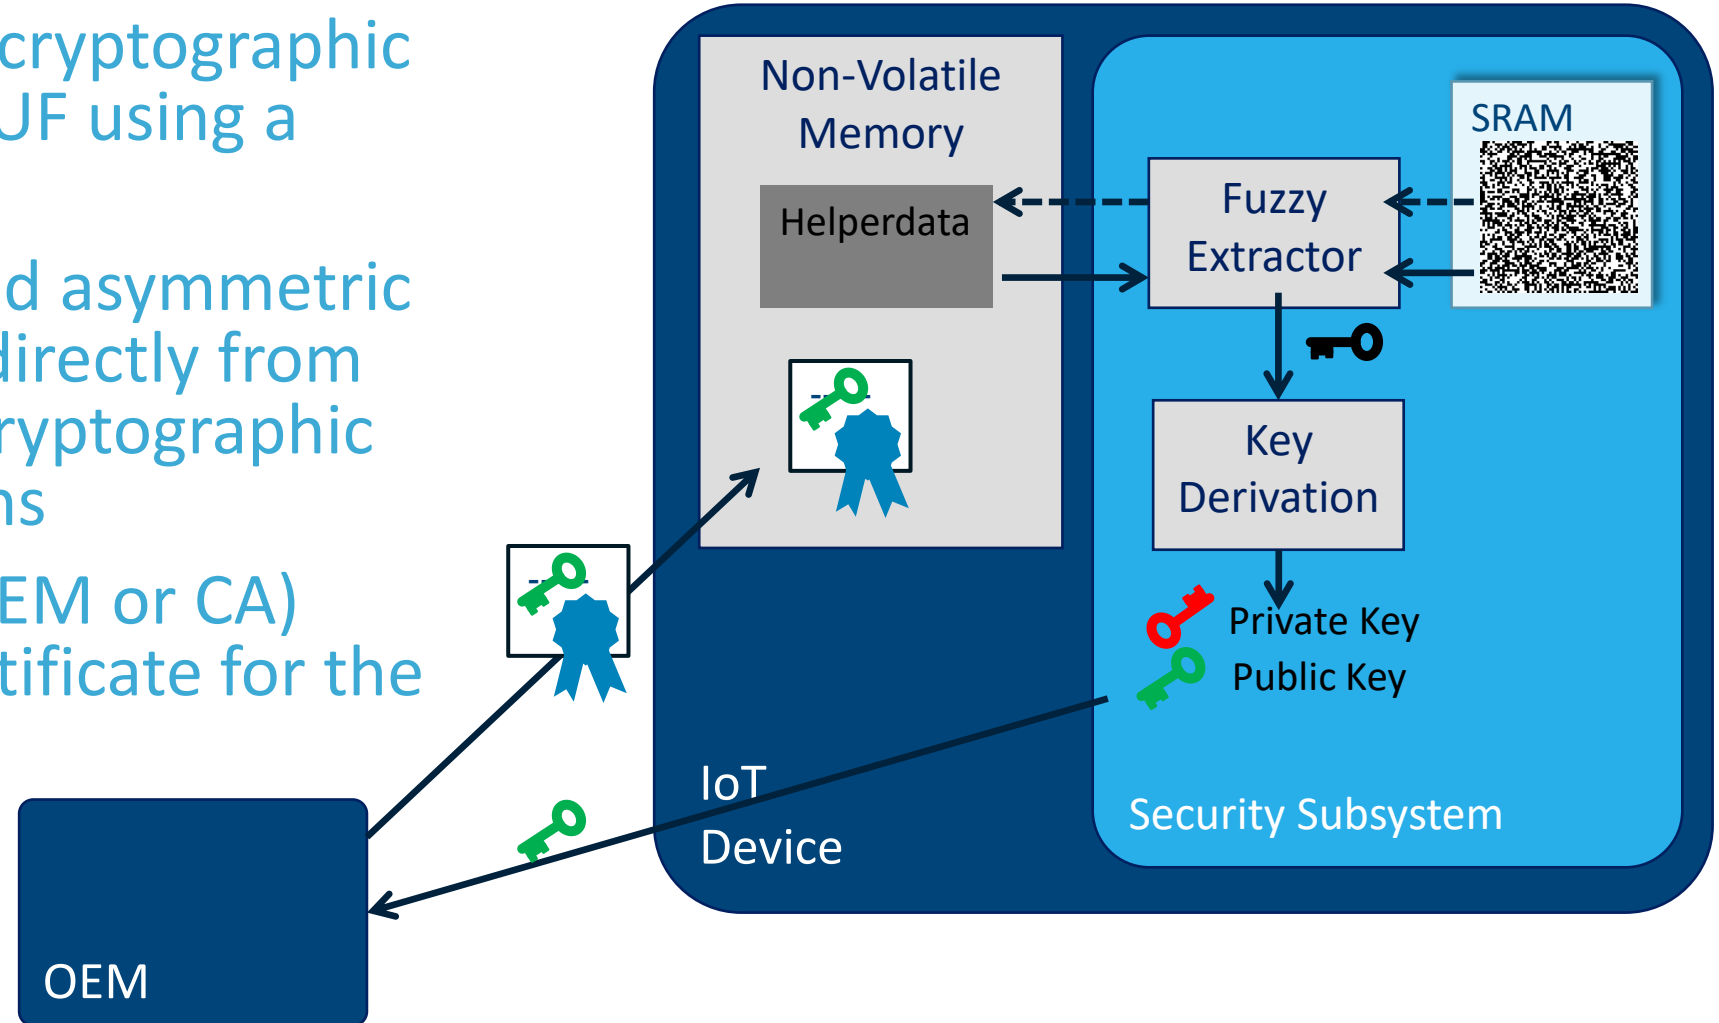 cryptographic
UF using a
d asymmetric
directly from
ryptographic
ns
EM or CA)
tificate for the
Non-Volatile
Memory
Helperdata
Fuzzy
Extractor
SRAM
Key
Derivation
Private Key
Public Key
IoT
Device
Security Subsystem
OEM